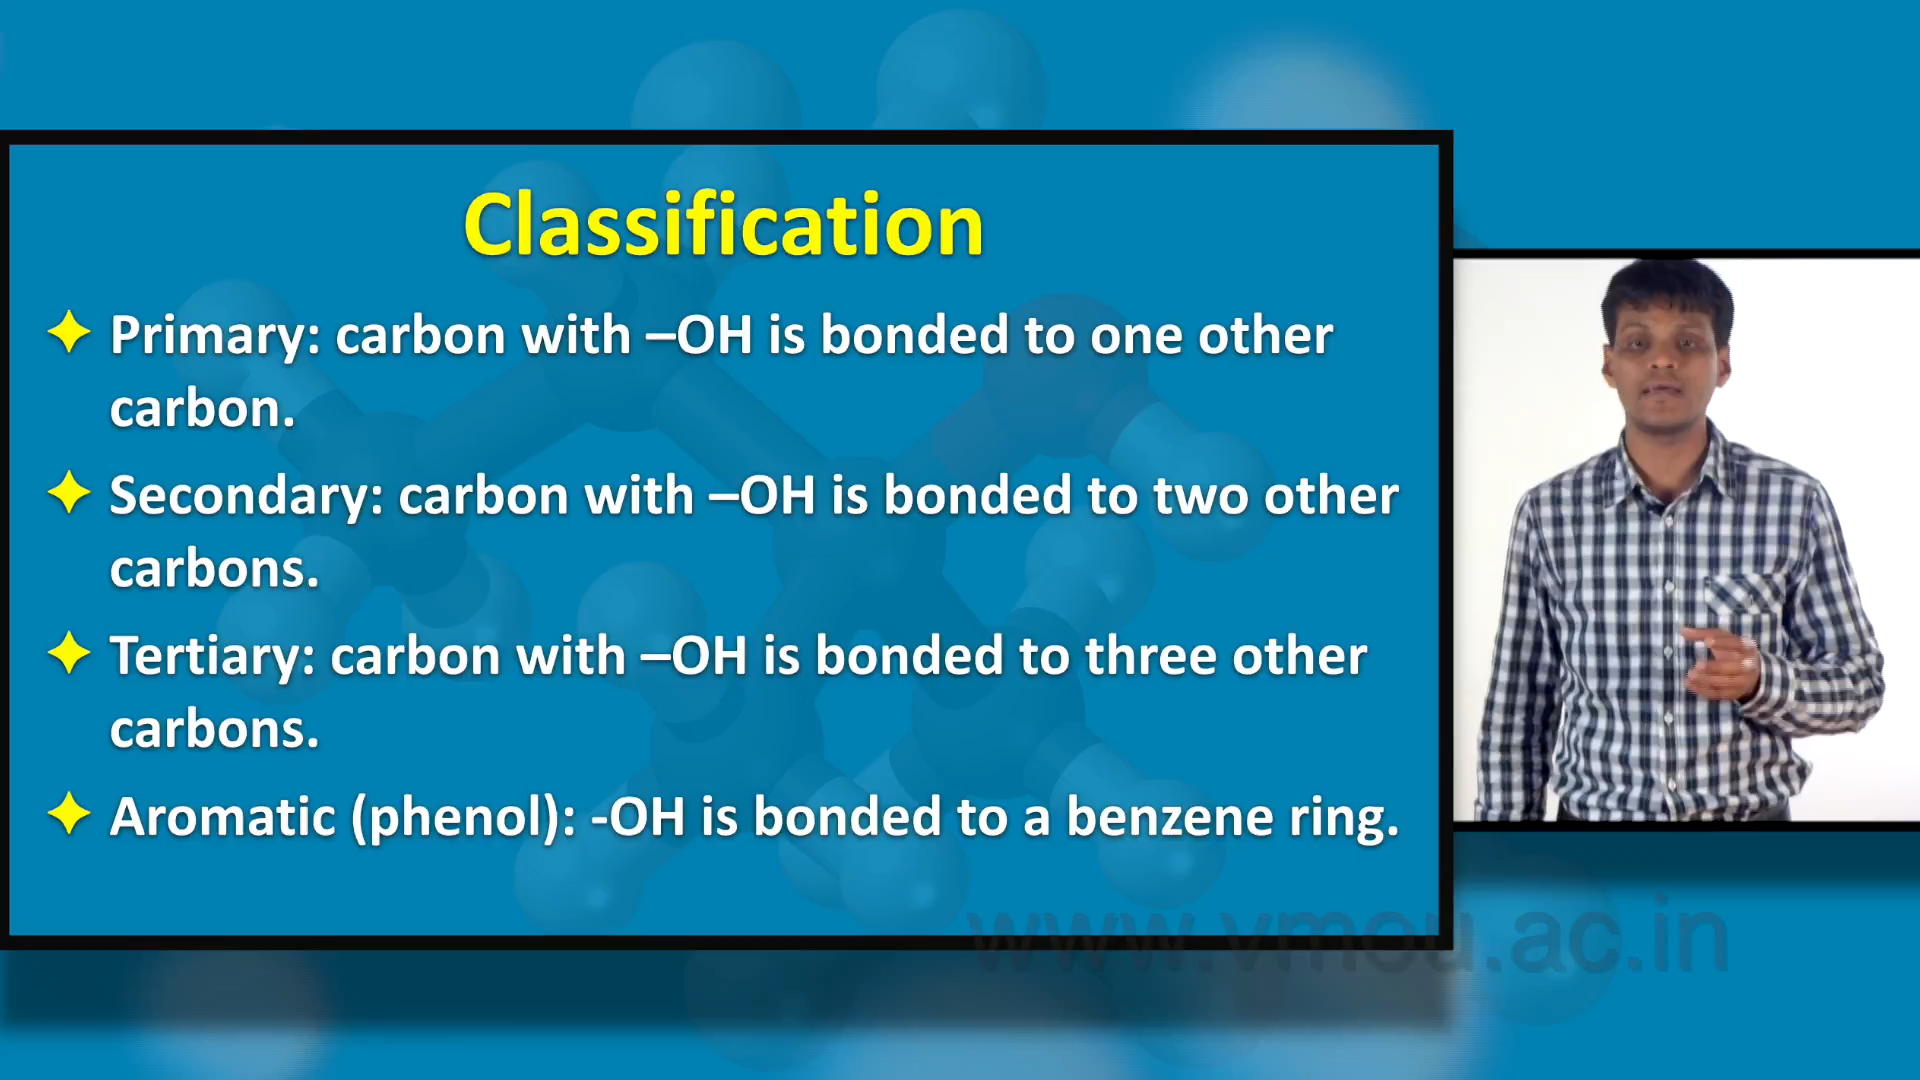 Classification
Primary: carbon with –OH is bonded to one other
carbon.
Secondary: carbon with –OH is bonded to two other
carbons.
Tertiary: carbon with –OH is bonded to three other
carbons.
Aromatic (phenol): -OH is bonded to a benzene ring.
www.vmou.ac.in